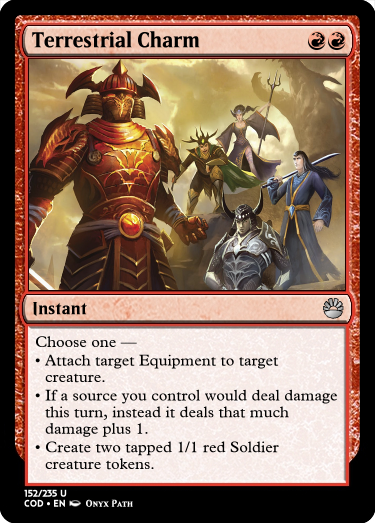 Terrestrial Charm
Instant
Choose one —
• Attach target Equipment to target
creature.
• If a source you control would deal damage
this turn, instead it deals that much
damage plus 1.
• Create two tapped 1/1 red Soldier
creature tokens.
152/235 U
COD • EN Onyx Path